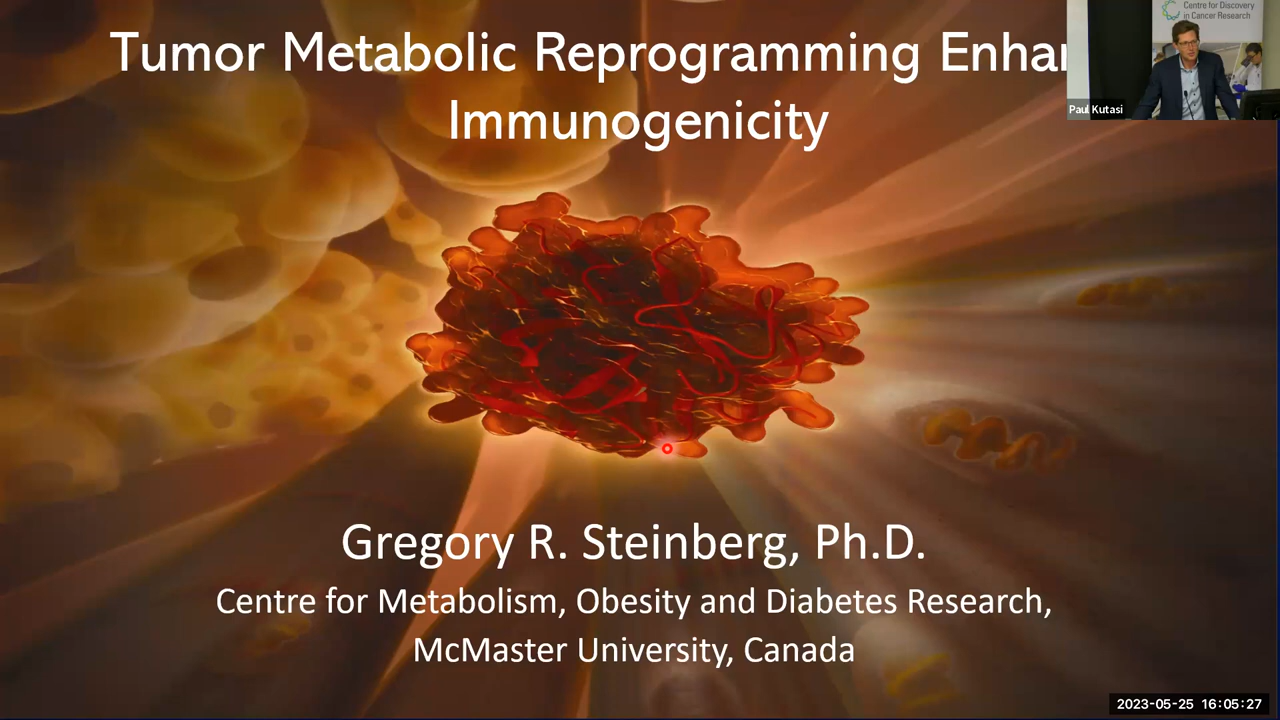 Tumor Metabolic Reprogramming Enhan
Immunogenicity
Centre for Discovery
in Cancer Research
Paul Kutasi
Gregory R. Steinberg, Ph.D.
Centre for Metabolism, Obesity and Diabetes Research,
McMaster University, Canada
2023-05-25 16:05:27